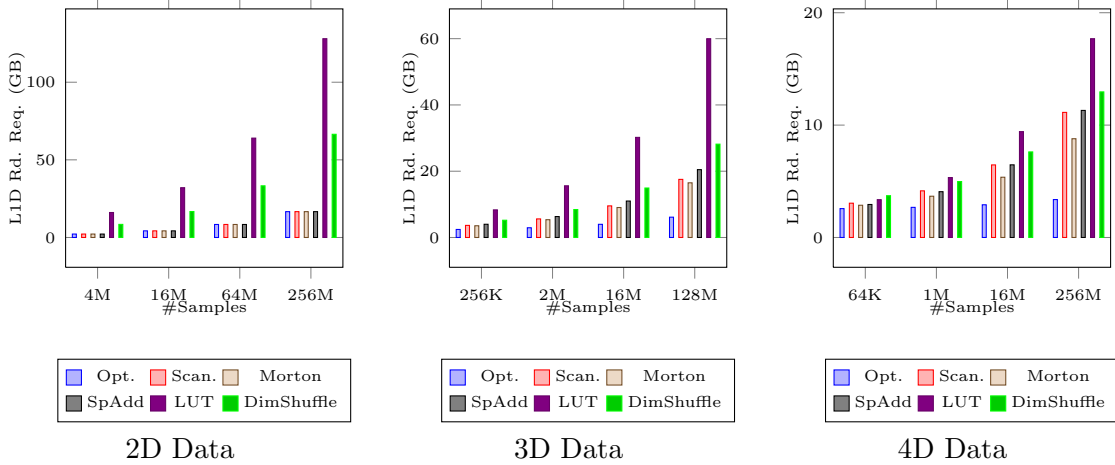 L1D Rd. Req. (GB)
100
50
0
4M 16M 64M 256M
#Samples
Opt. Scan. Morton
SpAdd LUT DimShuffle
2D Data
L1D Rd. Req. (GB)
60
40
20
0
256K 2M 16M 128M
#Samples
Opt. Scan. Morton
SpAdd LUT DimShuffle
3D Data
L1D Rd. Req. (GB)
20
10
0
64K 1M 16M 256M
#Samples
Opt. Scan. Morton
SpAdd LUT DimShuffle
4D Data